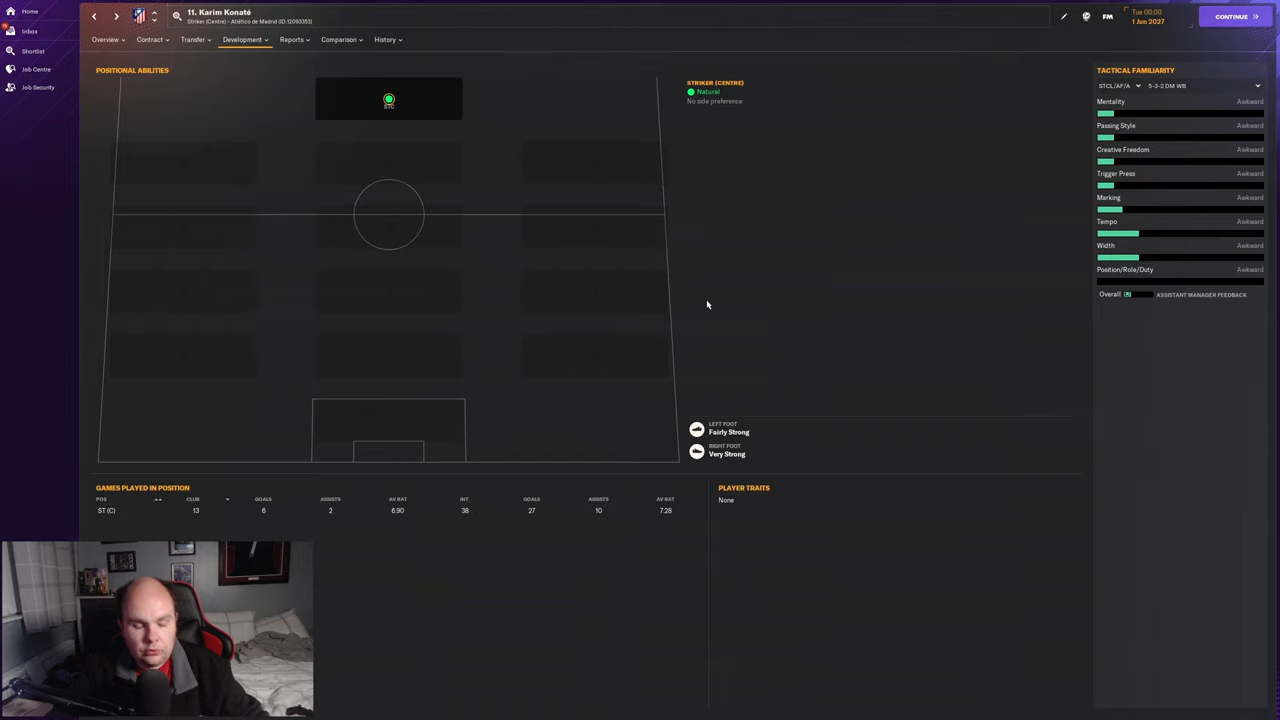 Home
Inbox
Shortlist
Job Centre
Job Security
11. Karim Konaté
Striker (Centre) - Atlético de Madrid (ID:12093353)
FM
Tue 00:00
1 Jun 2027
CONTINUE
Overview
Contract
Transfer
Development
Reports
Comparison
History
POSITIONAL ABILITIES
STC
STRIKER (CENTRE)
Natural
No side preference
LEFT FOOT
Fairly Strong
RIGHT FOOT
Very Strong
TACTICAL FAMILIARITY
STCL/AF/A 5-3-2 DM WB
Mentality Awkward
Passing Style Awkward
Creative Freedom Awkward
Trigger Press Awkward
Marking Awkward
Tempo Awkward
Width Awkward
Position/Role/Duty Awkward
Overall ASSISTANT MANAGER FEEDBACK
GAMES PLAYED IN POSITION
POS CLUB GOALS ASSISTS AV RAT INT. GOALS ASSISTS AV RAT
ST (C) 13 6 2 6.90 38 27 10 7.28
PLAYER TRAITS
None